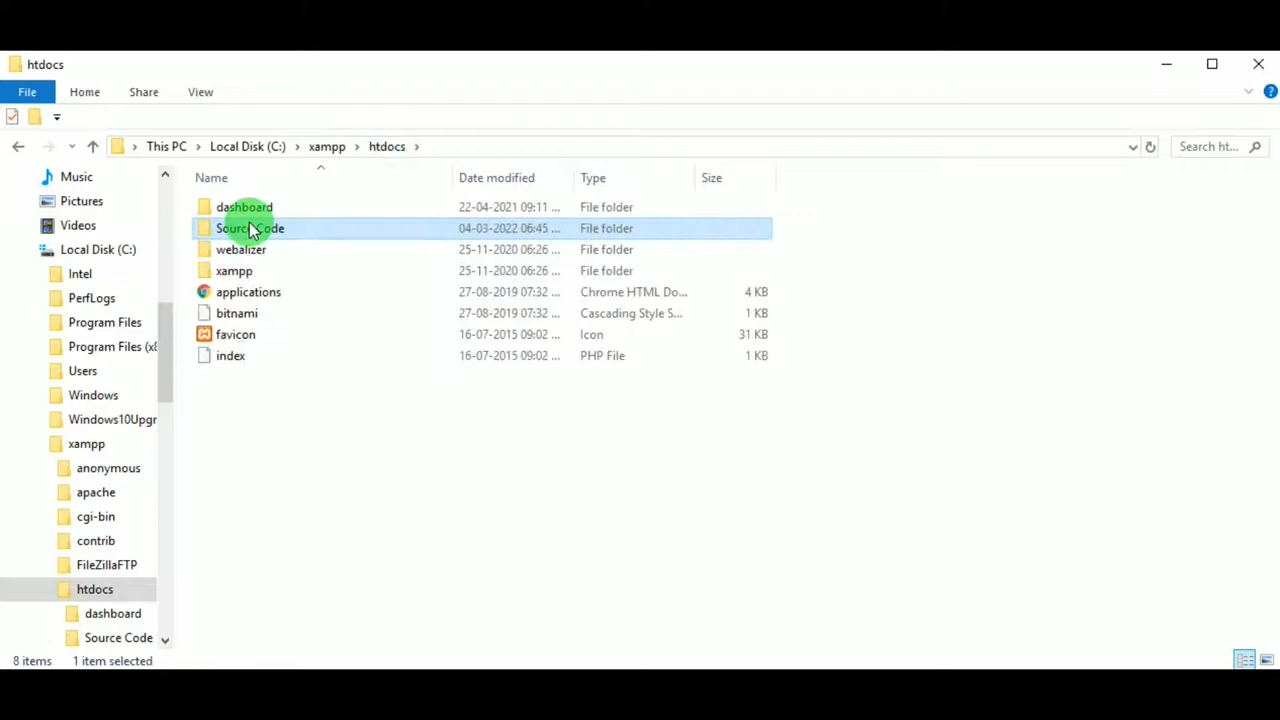 htdocs
File Home Share View
This PC Local Disk (C:) xampp htdocs Search ht...
Music
Pictures
Videos
Local Disk (C:)
Intel
PerfLogs
Program Files
Program Files (x8
Users
Windows
Windows10Upgr
xampp
anonymous
apache
cgi-bin
contrib
FileZillaFTP
htdocs
dashboard
Source Code
Name Date modified Type Size
dashboard 22-04-2021 09:11 ... File folder
Source Code 04-03-2022 06:45 ... File folder
webalizer 25-11-2020 06:26 ... File folder
xampp 25-11-2020 06:26 ... File folder
applications 27-08-2019 07:32 ... Chrome HTML Do... 4 KB
bitnami 27-08-2019 07:32 ... Cascading Style S... 1 KB
favicon 16-07-2015 09:02 ... Icon 31 KB
index 16-07-2015 09:02 ... PHP File 1 KB
8 items 1 item selected